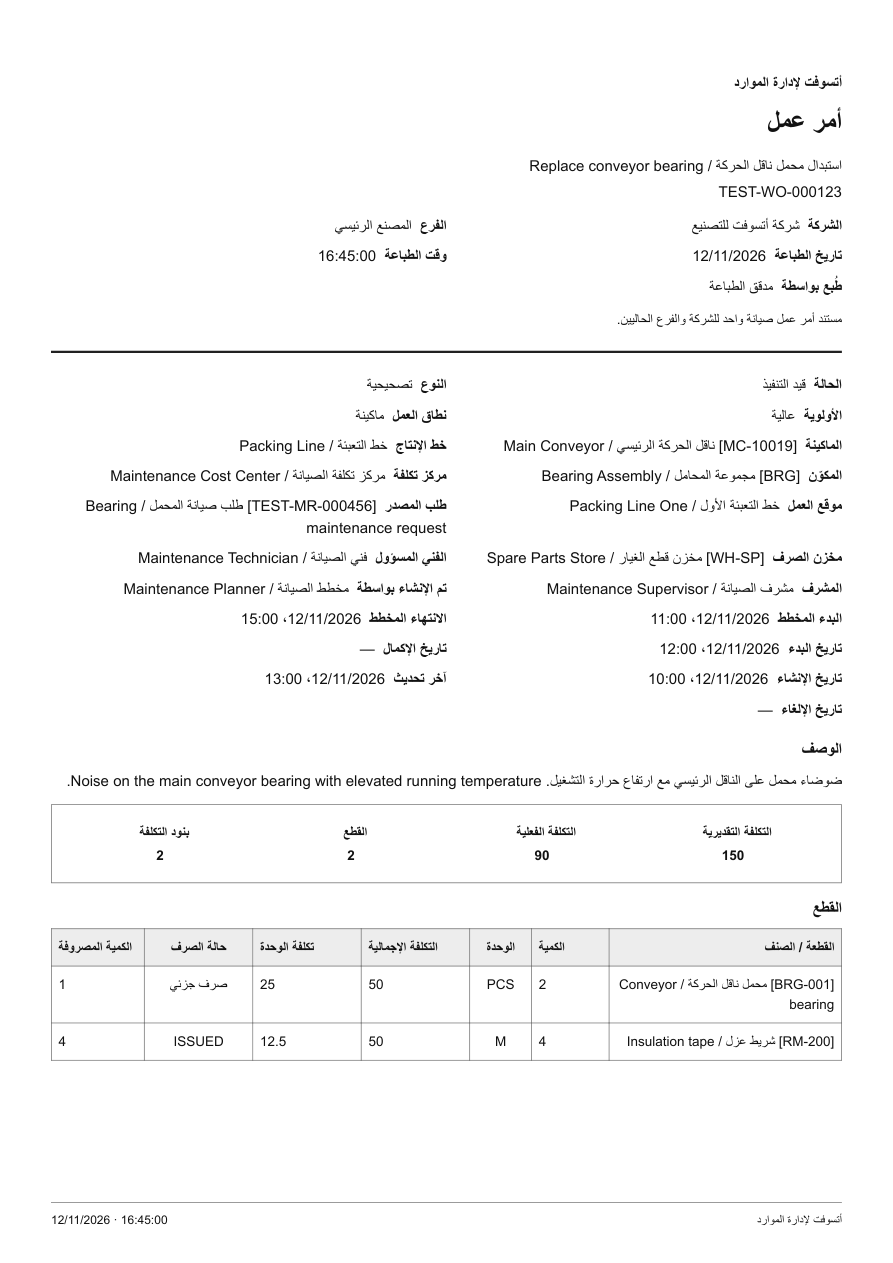 أتسوفت لإدارة الموارد
أمر عمل
استبدال محمل ناقل الحركة / Replace conveyor bearing
TEST-WO-000123
الشركة شركة أتسوفت للتصنيع
الفرع المصنع الرئيسي
تاريخ الطباعة 12/11/2026
وقت الطباعة 16:45:00
طُبع بواسطة مدقق الطباعة
مستند أمر عمل صيانة واحد للشركة والفرع الحاليين.
الحالة قيد التنفيذ
النوع تصحيحية
الأولوية عالية
نطاق العمل ماكينة
الماكينة [MC-10019] ناقل الحركة الرئيسي / Main Conveyor
خط الإنتاج خط التعبئة / Packing Line
المكوّن [BRG] مجموعة المحامل / Bearing Assembly
مركز تكلفة مركز تكلفة الصيانة / Maintenance Cost Center
موقع العمل خط التعبئة الأول / Packing Line One
طلب المصدر [TEST-MR-000456] طلب صيانة المحمل / Bearing
maintenance request
مخزن الصرف [WH-SP] مخزن قطع الغيار / Spare Parts Store
الفني المسؤول فني الصيانة / Maintenance Technician
المشرف مشرف الصيانة / Maintenance Supervisor
تم الإنشاء بواسطة مخطط الصيانة / Maintenance Planner
البدء المخطط 12/11/2026، 11:00
الانتهاء المخطط 12/11/2026، 15:00
تاريخ البدء 12/11/2026، 12:00
تاريخ الإكمال —
تاريخ الإنشاء 12/11/2026، 10:00
آخر تحديث 12/11/2026، 13:00
تاريخ الإلغاء —
الوصف
ضوضاء محمل على الناقل الرئيسي مع ارتفاع حرارة التشغيل. Noise on the main conveyor bearing with elevated running temperature.
التكلفة التقديرية التكلفة الفعلية القطع بنود التكلفة
150 90 2 2
القطع
القطعة / الصنف الكمية الوحدة التكلفة الإجمالية تكلفة الوحدة حالة الصرف الكمية المصروفة
[BRG-001] محمل ناقل الحركة / Conveyor 2 PCS 50 25 صرف جزئي 1
bearing
[RM-200] شريط عزل / Insulation tape 4 M 50 12.5 ISSUED 4
أتسوفت لإدارة الموارد
12/11/2026 · 16:45:00